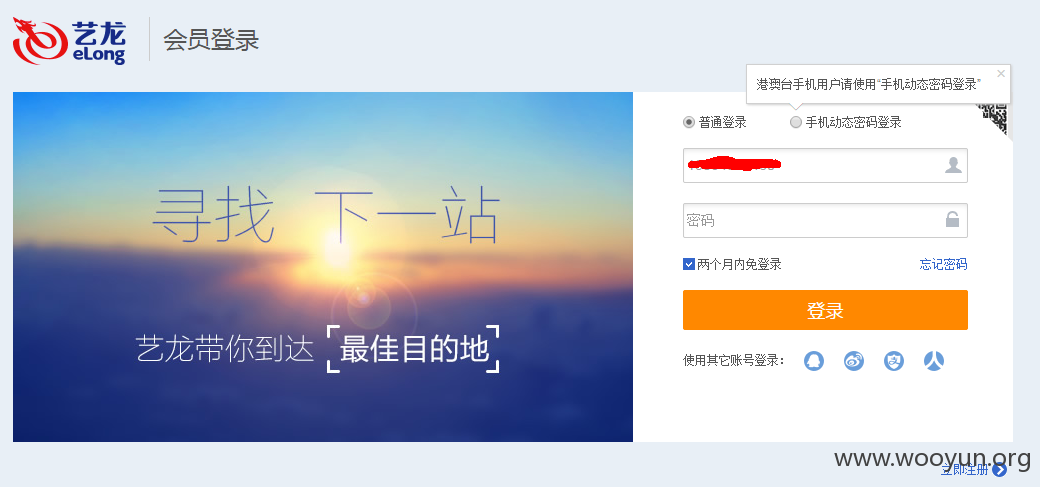 艺龙
eLong
会员登录
港澳台手机用户请使用“手机动态密码登录”
普通登录 手机动态密码登录
密码
两个月内免登录 忘记密码
登录
使用其它账号登录：
寻找 下一站
艺龙带你到达 最佳目的地
www.wooyun.org
立即注册